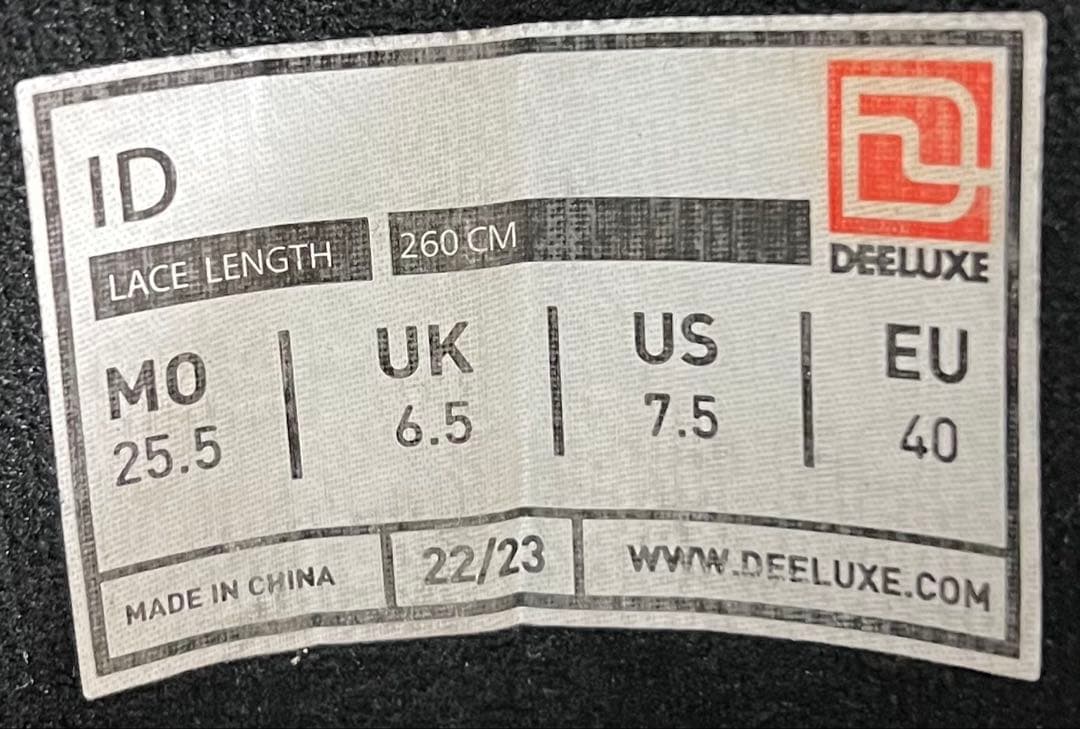 ID
DEELUXE
LACE LENGTH 260 CM
MO UK US EU
25.5 6.5 7.5 40
MADE IN CHINA 22/23 WWW.DEELUXE.COM